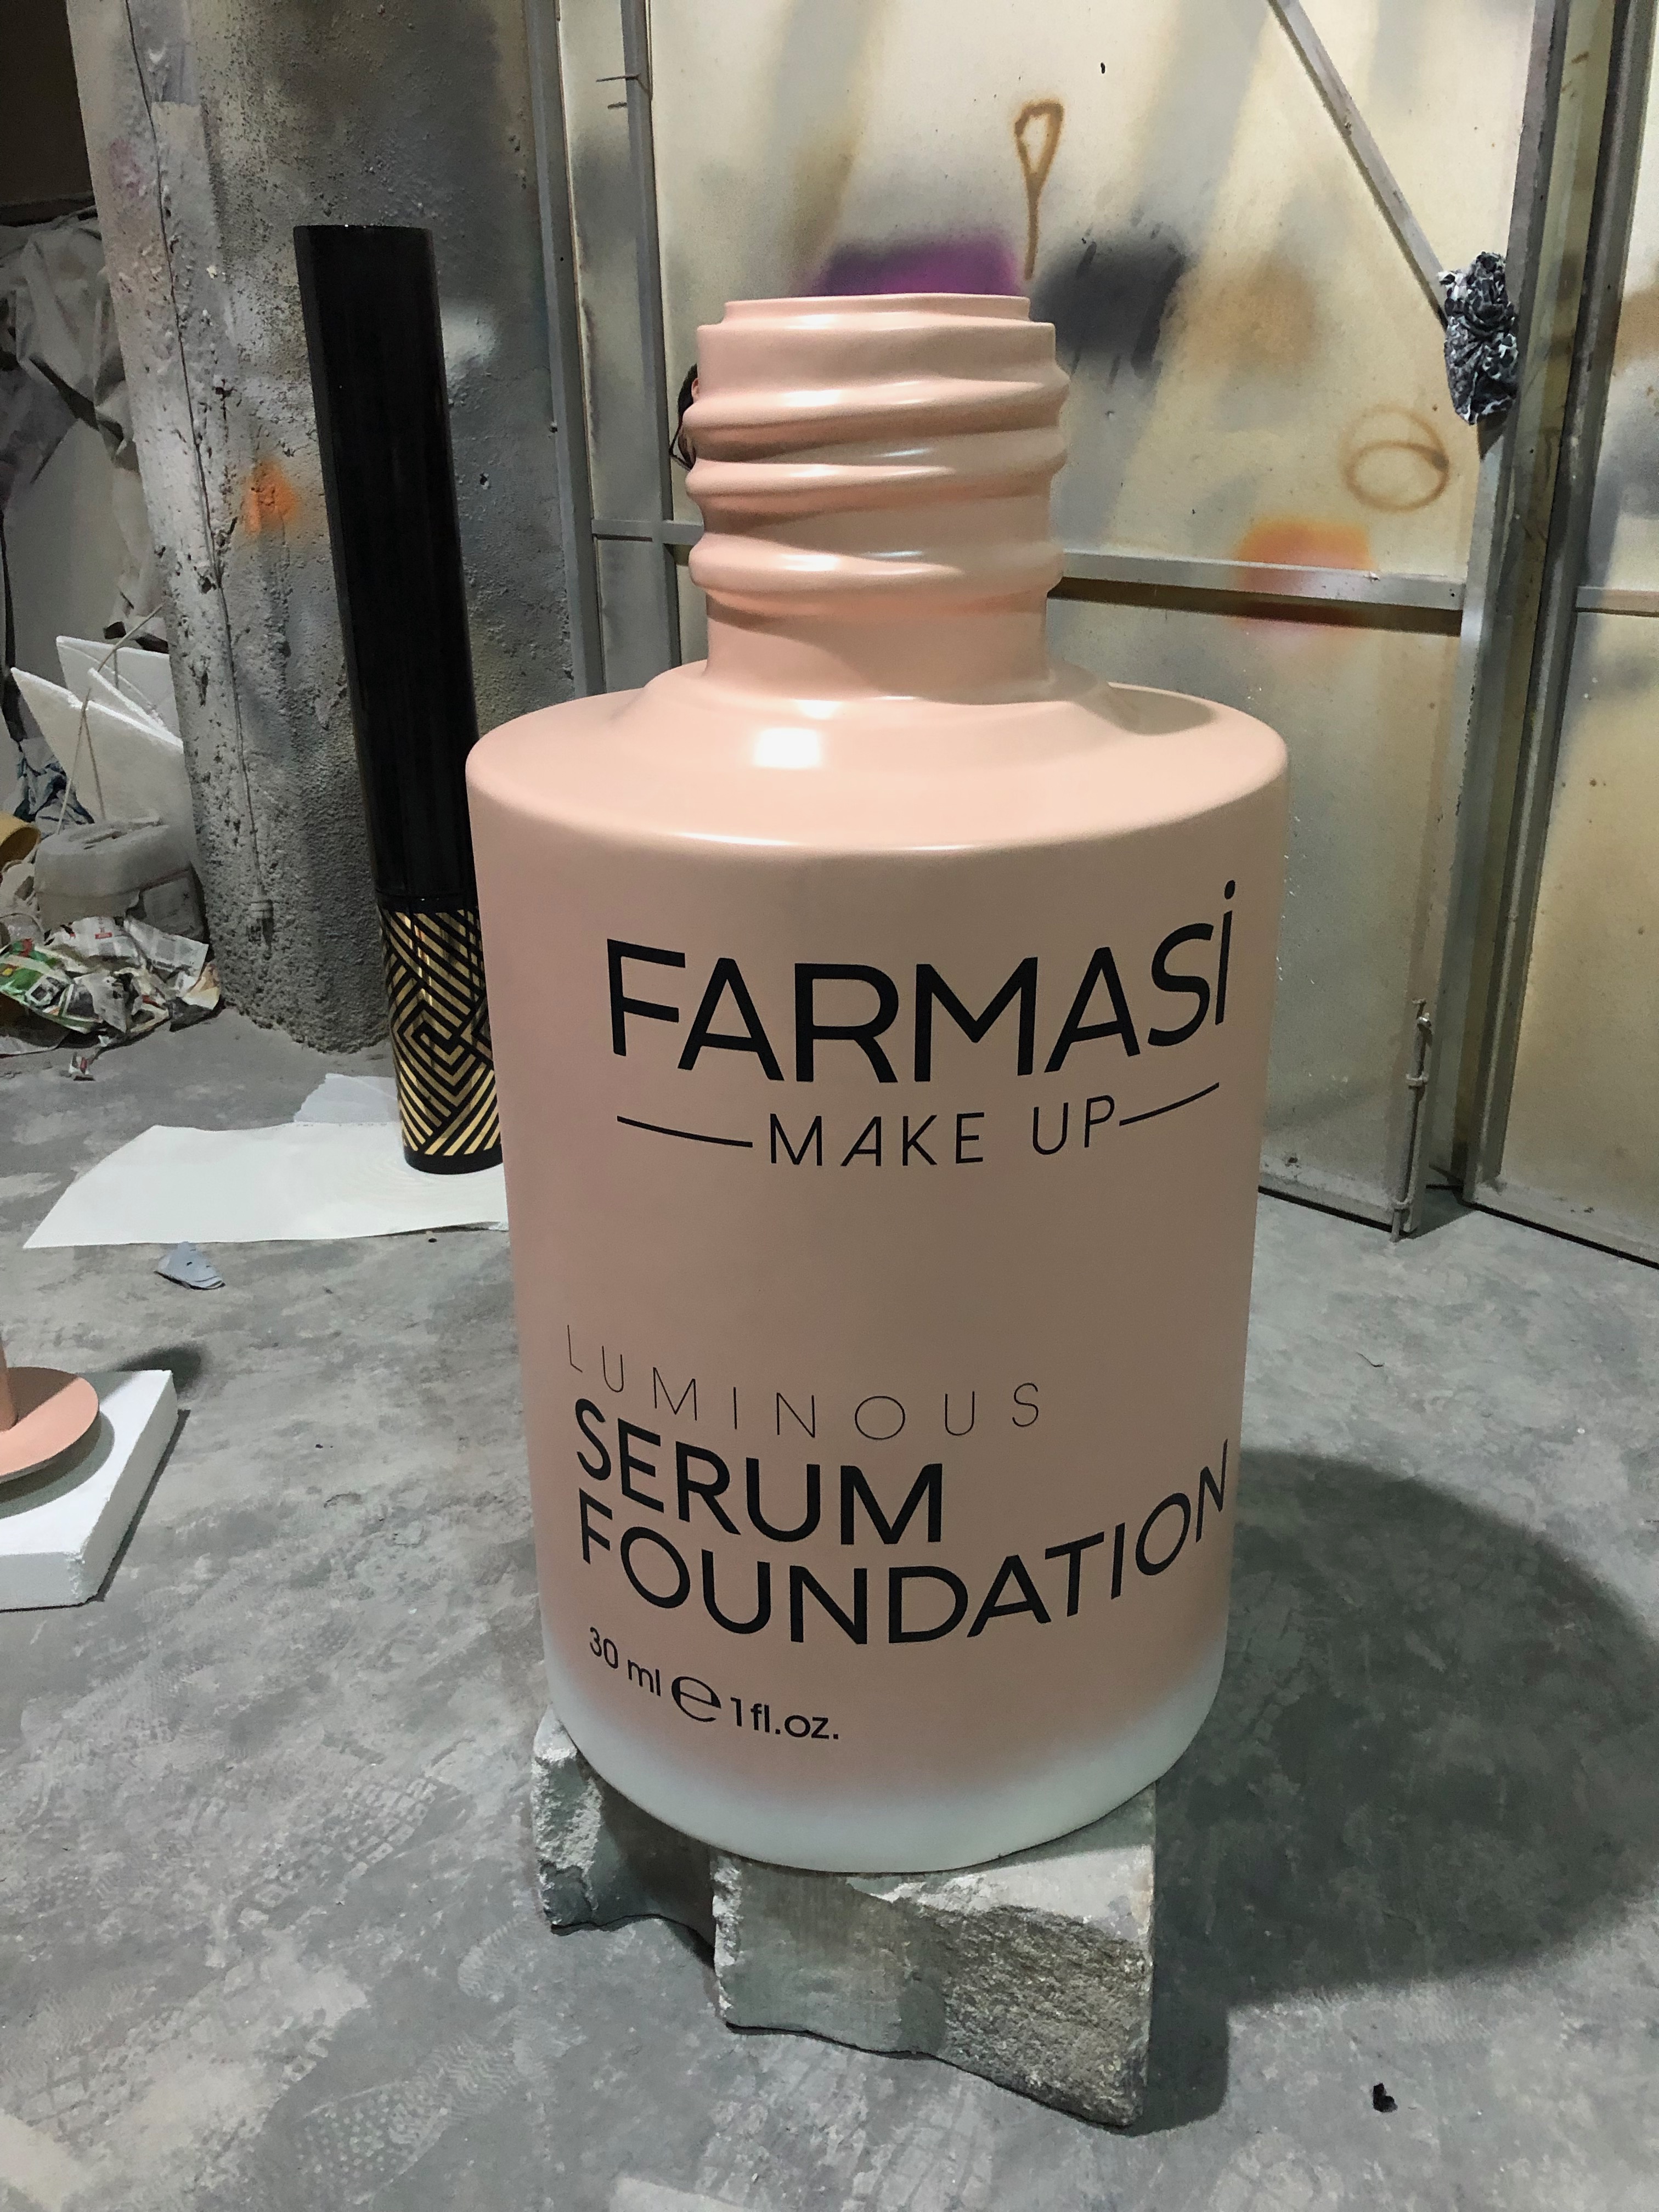 FARMASi
MAKE UP
LUMINOUS
SERUM
FOUNDATION
30 ml ℮ 1fl.oz.